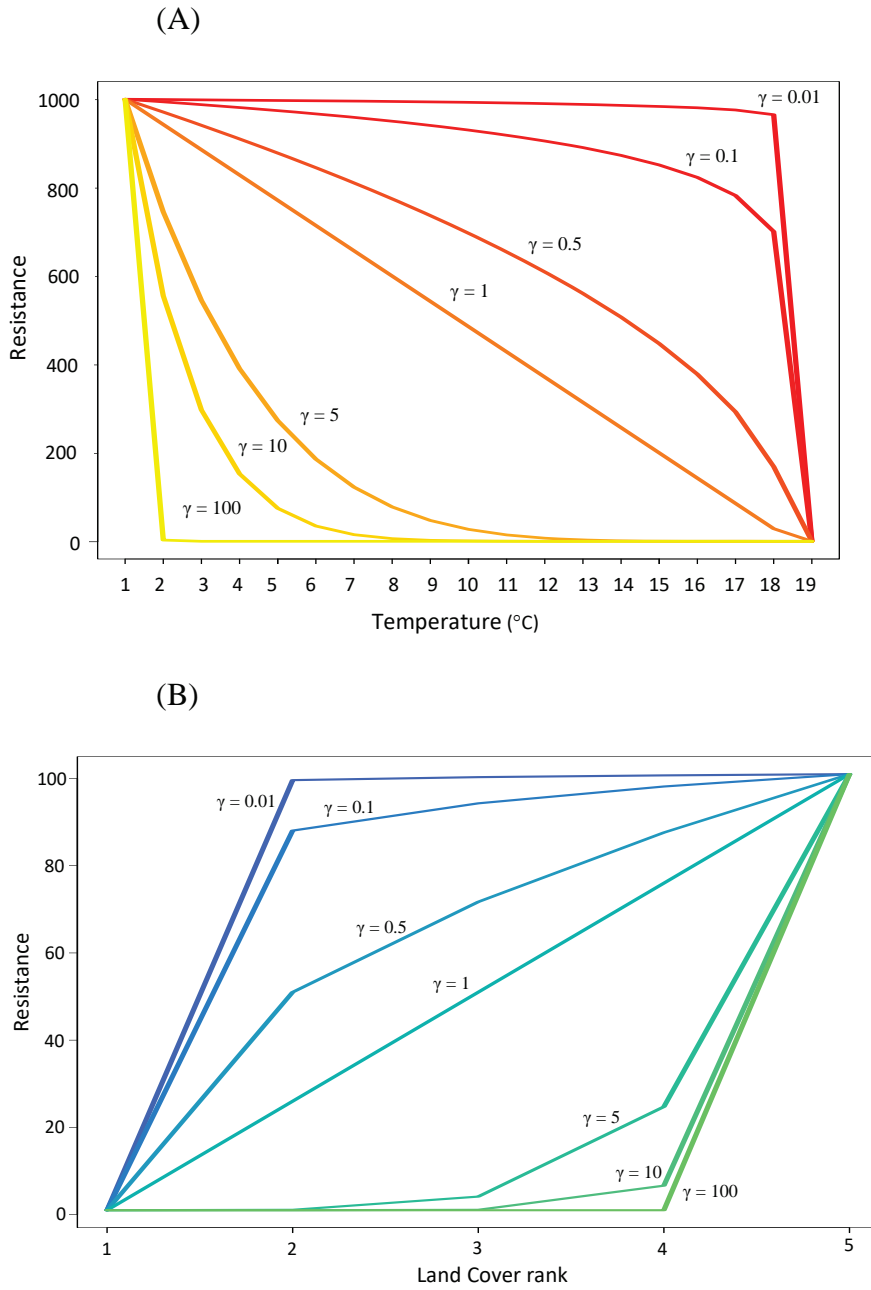 (A)
1000
800
600
400
200
0
Resistance
γ = 0.01
γ = 0.1
γ = 0.5
γ = 1
γ = 5
γ = 10
γ = 100
1 2 3 4 5 6 7 8 9 10 11 12 13 14 15 16 17 18 19
Temperature (°C)
(B)
100
80
60
40
20
0
Resistance
γ = 0.01
γ = 0.1
γ = 0.5
γ = 1
γ = 5
γ = 10
γ = 100
1 2 3 4 5
Land Cover rank